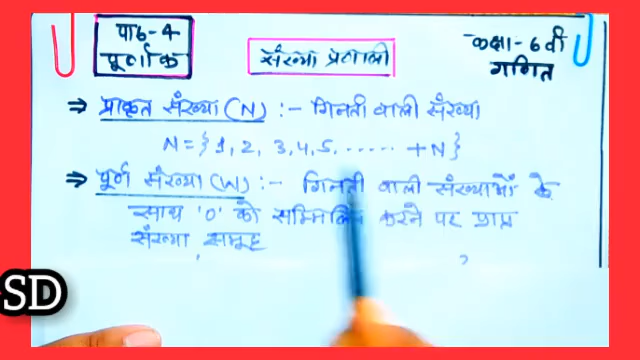 पाठ-4
पूर्णांक
संख्या प्रणाली
कक्षा-6वीं
गणित
⇒ प्राकृत संख्या (N) :- गिनती वाली संख्या
N = { 1, 2, 3, 4, 5, ...... +N }
⇒ पूर्ण संख्या (W) :- गिनती वाली संख्याओं के
साथ '0' को सम्मिलित करने पर प्राप्त
संख्या समूह
SD